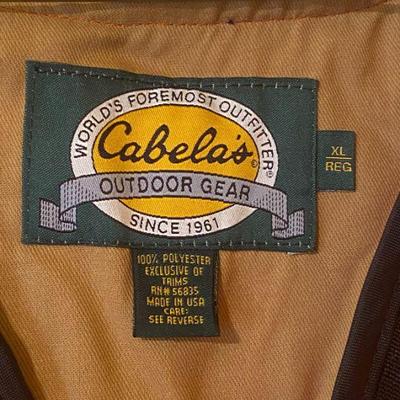 WORLD'S FOREMOST OUTFITTER®
Cabela's®
OUTDOOR GEAR
SINCE 1961
XL
REG
100% POLYESTER
EXCLUSIVE OF
TRIMS
RN# 56835
MADE IN USA
CARE:
SEE REVERSE